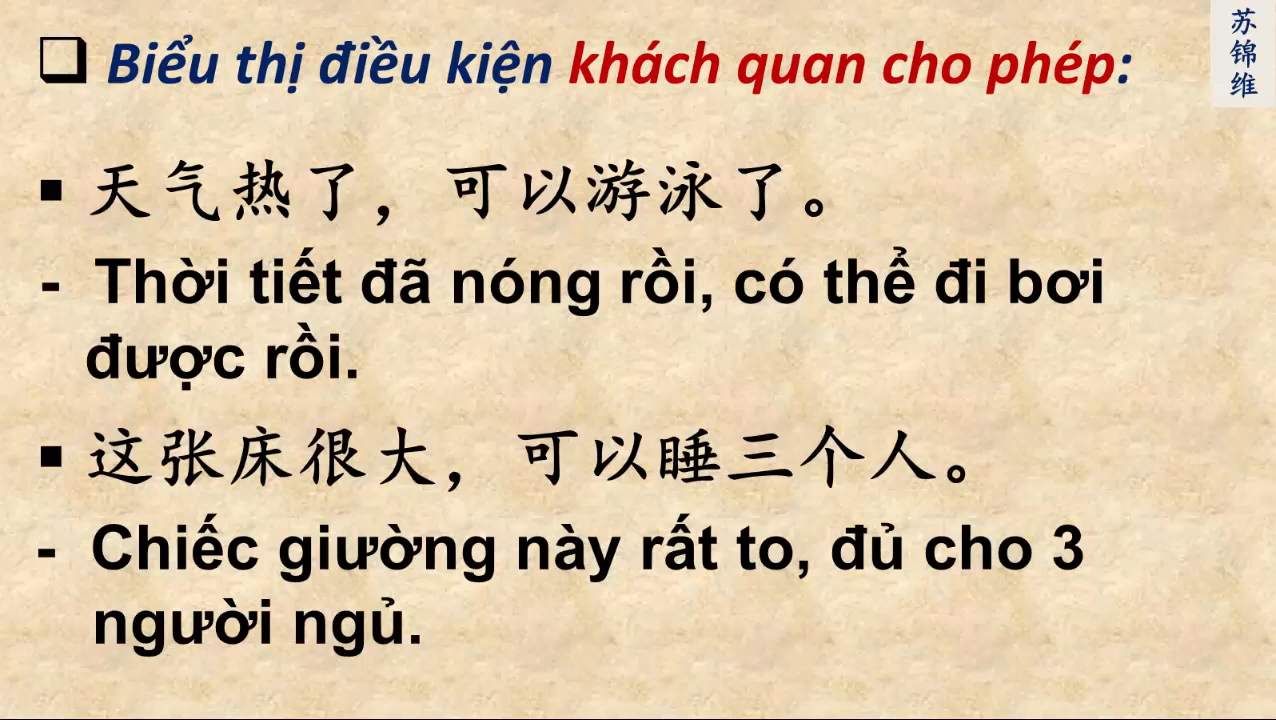 Biểu thị điều kiện khách quan cho phép:
苏锦维
天气热了，可以游泳了。
- Thời tiết đã nóng rồi, có thể đi bơi
được rồi.
这张床很大，可以睡三个人。
- Chiếc giường này rất to, đủ cho 3
người ngủ.